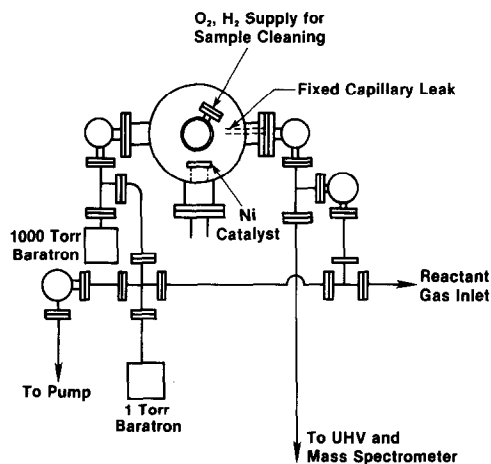 O₂, H₂ Supply for
Sample Cleaning
Fixed Capillary Leak
Ni
Catalyst
1000 Torr
Baratron
Reactant
Gas Inlet
To Pump
1 Torr
Baratron
To UHV and
Mass Spectrometer